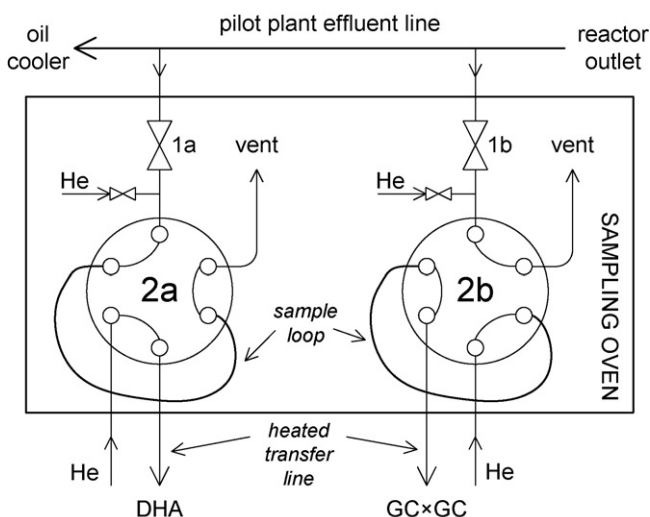 pilot plant effluent line
oil
cooler
reactor
outlet
1a
vent
1b
vent
He
He
2a
2b
sample
loop
SAMPLING OVEN
heated
transfer
line
He
He
DHA
GC×GC